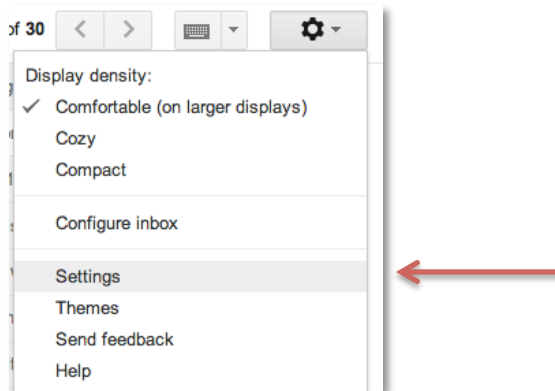 of 30
Display density:
Comfortable (on larger displays)
Cozy
Compact
Configure inbox
Settings
Themes
Send feedback
Help